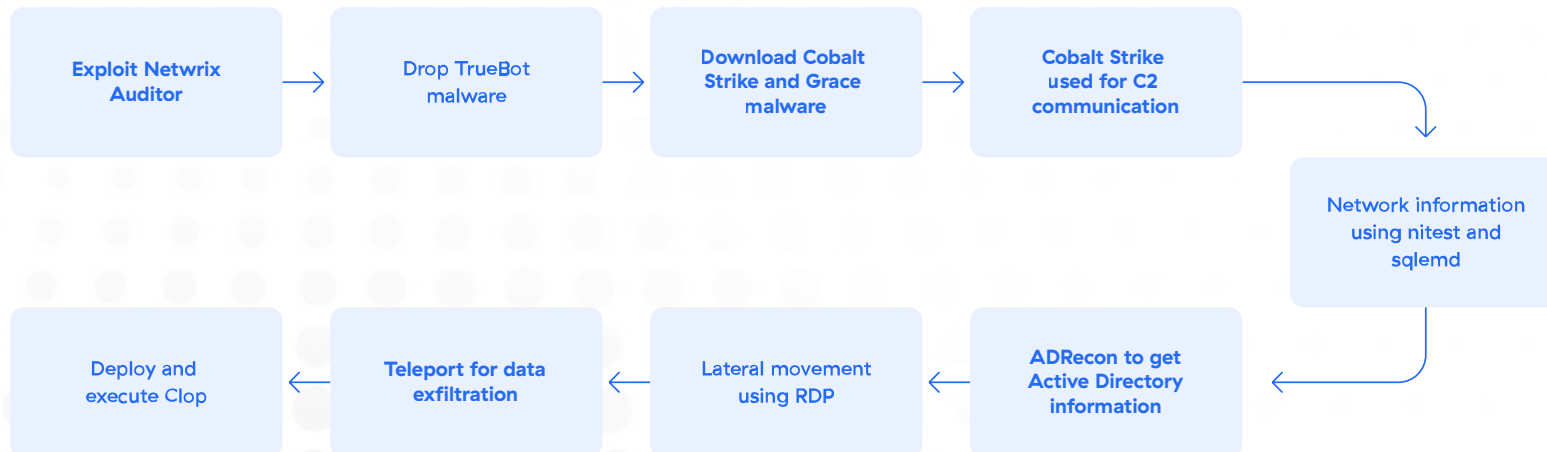 Exploit Netwrix
Auditor
Drop TrueBot
malware
Download Cobalt
Strike and Grace
malware
Cobalt Strike
used for C2
communication
Network information
using nitest and
sqlemd
ADRecon to get
Active Directory
information
Lateral movement
using RDP
Teleport for data
exfiltration
Deploy and
execute Clop